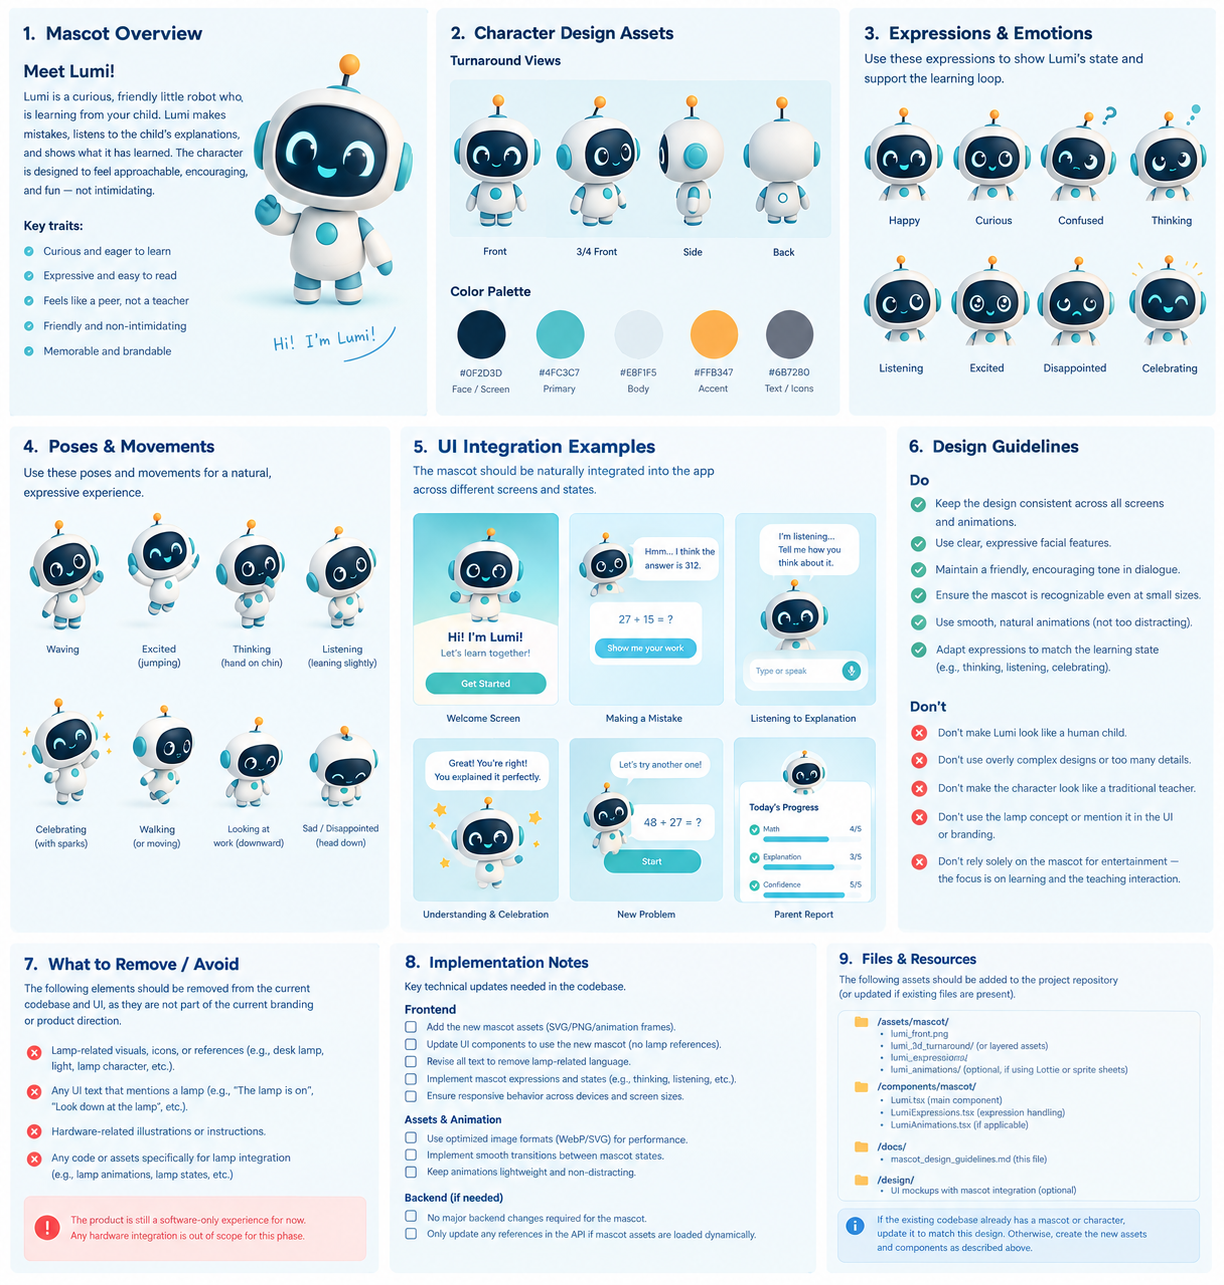 1. Mascot Overview
Meet Lumi!
Lumi is a curious, friendly little robot who,
is learning from your child. Lumi makes
mistakes, listens to the child's explanations,
and shows what it has learned. The character
is designed to feel approachable, encouraging,
and fun — not intimidating.
Key traits:
Curious and eager to learn
Expressive and easy to read
Feels like a peer, not a teacher
Friendly and non-intimidating
Memorable and brandable
Hi! I'm Lumi!
2. Character Design Assets
Turnaround Views
Front
3/4 Front
Side
Back
Color Palette
#0F2D3D
Face / Screen
#4FC3C7
Primary
#E8F1F5
Body
#FFB347
Accent
#6B7280
Text / Icons
3. Expressions & Emotions
Use these expressions to show Lumi's state and
support the learning loop.
?
Happy
Curious
Confused
Thinking
Listening
Excited
Disappointed
Celebrating
4. Poses & Movements
Use these poses and movements for a natural,
expressive experience.
Waving
Excited
(jumping)
Thinking
(hand on chin)
Listening
(leaning slightly)
Celebrating
(with sparks)
Walking
(or moving)
Looking at
work (downward)
Sad / Disappointed
(head down)
5. UI Integration Examples
The mascot should be naturally integrated into the app
across different screens and states.
Hi! I'm Lumi!
Let's learn together!
Get Started
Welcome Screen
Hmm... I think the
answer is 312.
27 + 15 = ?
Show me your work
Making a Mistake
I'm listening...
Tell me how you
think about it.
Type or speak
Listening to Explanation
Great! You're right!
You explained it perfectly.
Understanding & Celebration
Let's try another one!
48 + 27 = ?
Start
New Problem
Today's Progress
Math 4/5
Explanation 3/5
Confidence 5/5
Parent Report
6. Design Guidelines
Do
Keep the design consistent across all screens
and animations.
Use clear, expressive facial features.
Maintain a friendly, encouraging tone in dialogue.
Ensure the mascot is recognizable even at small sizes.
Use smooth, natural animations (not too distracting).
Adapt expressions to match the learning state
(e.g., thinking, listening, celebrating).
Don't
Don't make Lumi look like a human child.
Don't use overly complex designs or too many details.
Don't make the character look like a traditional teacher.
Don't use the lamp concept or mention it in the UI
or branding.
Don't rely solely on the mascot for entertainment —
the focus is on learning and the teaching interaction.
7. What to Remove / Avoid
The following elements should be removed from the current
codebase and UI, as they are not part of the current branding
or product direction.
Lamp-related visuals, icons, or references (e.g., desk lamp,
light, lamp character, etc.).
Any UI text that mentions a lamp (e.g., "The lamp is on",
"Look down at the lamp", etc.).
Hardware-related illustrations or instructions.
Any code or assets specifically for lamp integration
(e.g., lamp animations, lamp states, etc.)
The product is still a software-only experience for now.
Any hardware integration is out of scope for this phase.
8. Implementation Notes
Key technical updates needed in the codebase.
Frontend
Add the new mascot assets (SVG/PNG/animation frames).
Update UI components to use the new mascot (no lamp references).
Revise all text to remove lamp-related language.
Implement mascot expressions and states (e.g., thinking, listening, etc.).
Ensure responsive behavior across devices and screen sizes.
Assets & Animation
Use optimized image formats (WebP/SVG) for performance.
Implement smooth transitions between mascot states.
Keep animations lightweight and non-distracting.
Backend (if needed)
No major backend changes required for the mascot.
Only update any references in the API if mascot assets are loaded dynamically.
9. Files & Resources
The following assets should be added to the project repository
(or updated if existing files are present).
/assets/mascot/
• lumi_front.png
• lumi_3d_turnaround/ (or layered assets)
• lumi_expressions/
• lumi_animations/ (optional, if using Lottie or sprite sheets)
/components/mascot/
• Lumi.tsx (main component)
• LumiExpressions.tsx (expression handling)
• LumiAnimations.tsx (if applicable)
/docs/
• mascot_design_guidelines.md (this file)
/design/
• UI mockups with mascot integration (optional)
If the existing codebase already has a mascot or character,
update it to match this design. Otherwise, create the new assets
and components as described above.